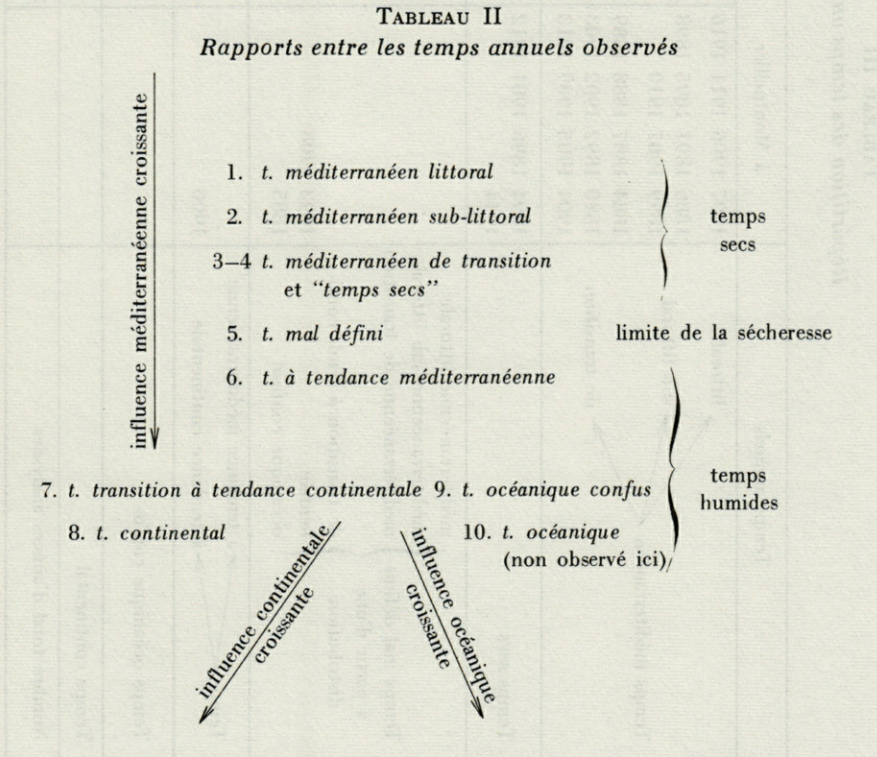 TABLEAU II
Rapports entre les temps annuels observés
influence méditerranéenne croissante
1. t. méditerranéen littoral
2. t. méditerranéen sub-littoral
3–4 t. méditerranéen de transition
et “temps secs”
temps
secs
5. t. mal défini
limite de la sécheresse
6. t. à tendance méditerranéenne
7. t. transition à tendance continentale
9. t. océanique confus
8. t. continental
10. t. océanique
(non observé ici)
temps
humides
influence continentale
croissante
influence océanique
croissante